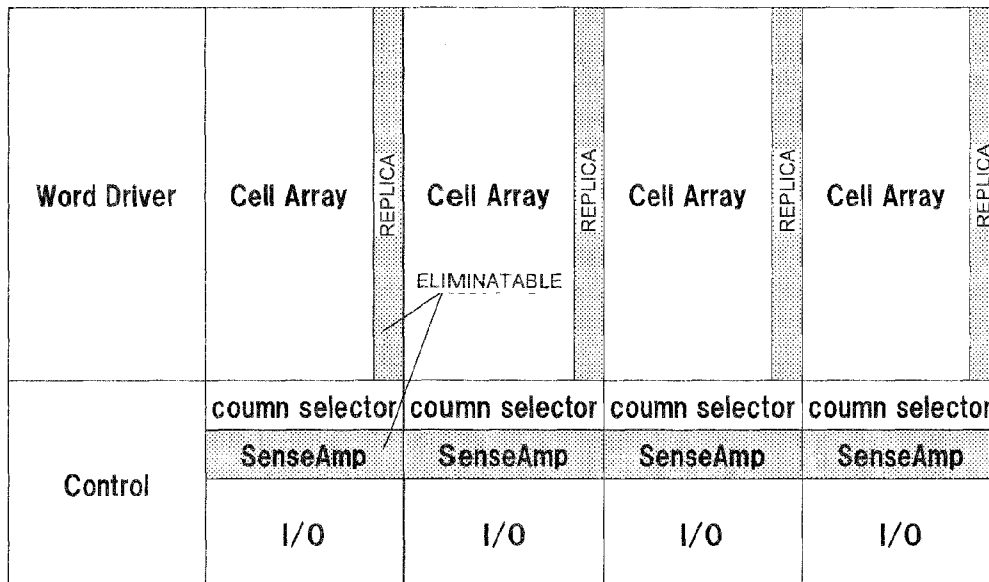 Word Driver
Cell Array
REPLICA
Cell Array
REPLICA
Cell Array
REPLICA
Cell Array
REPLICA
ELIMINATABLE
Control
coumn selector
coumn selector
coumn selector
coumn selector
SenseAmp
SenseAmp
SenseAmp
SenseAmp
I/O
I/O
I/O
I/O